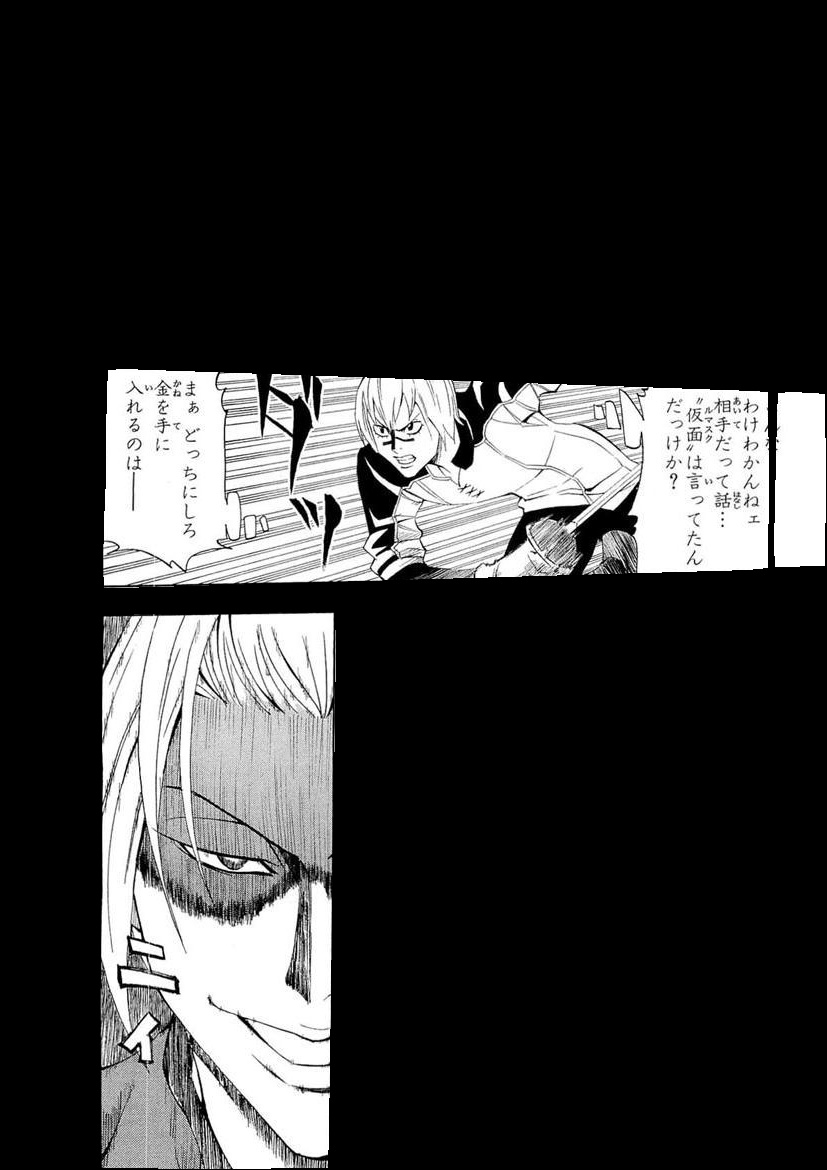 わけわかんねェ
相手だって話…
〝仮面〟は言ってたん
だっけか?
まぁ どっちにしろ
金を手に
入れるのは――
ニィ